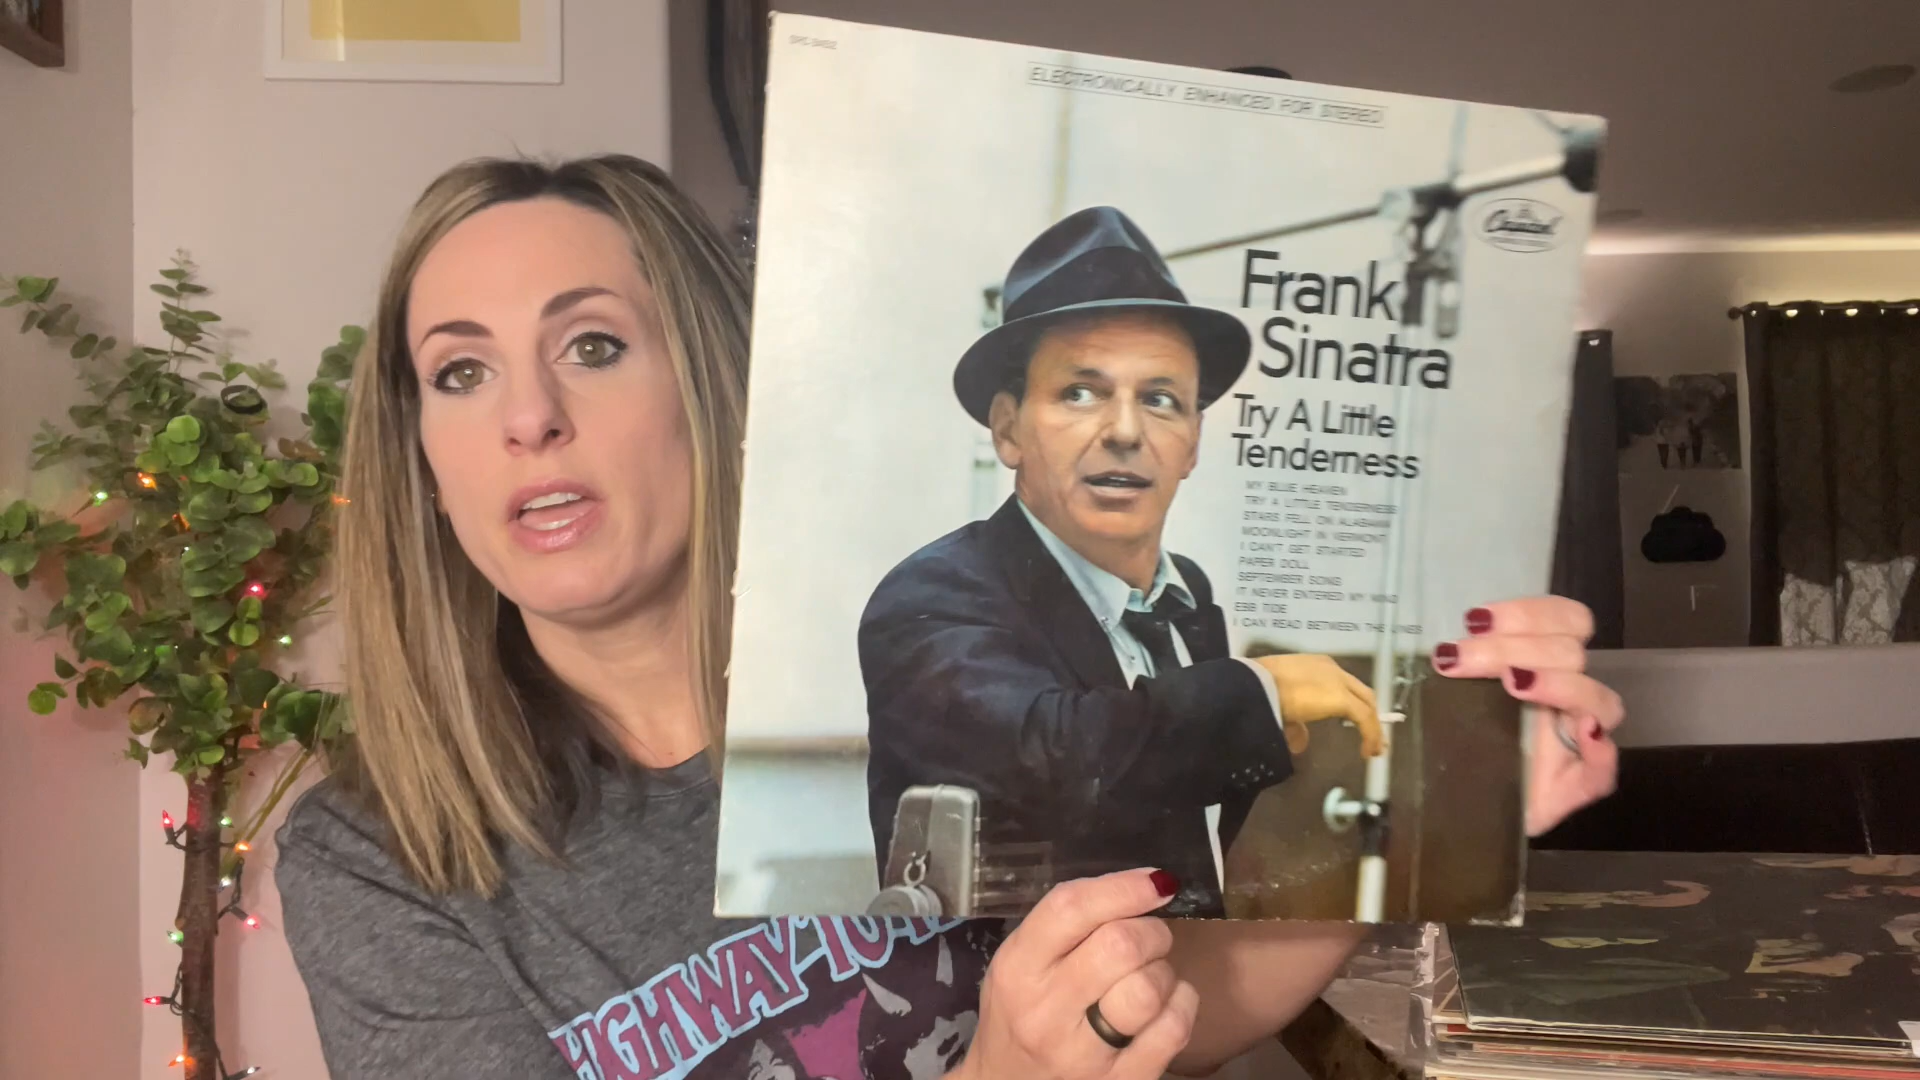 ELECTRONICALLY ENHANCED FOR STEREO
Capitol
Frank
Sinatra
Try A Little
Tenderness
MY BLUE HEAVEN
TRY A LITTLE TENDERNESS
STARS FELL ON ALABAMA
MOONLIGHT IN VERMONT
I CAN'T GET STARTED
PAPER DOLL
SEPTEMBER SONG
IT NEVER ENTERED MY MIND
EBB TIDE
I CAN READ BETWEEN THE LINES
HIGHWAY TO H